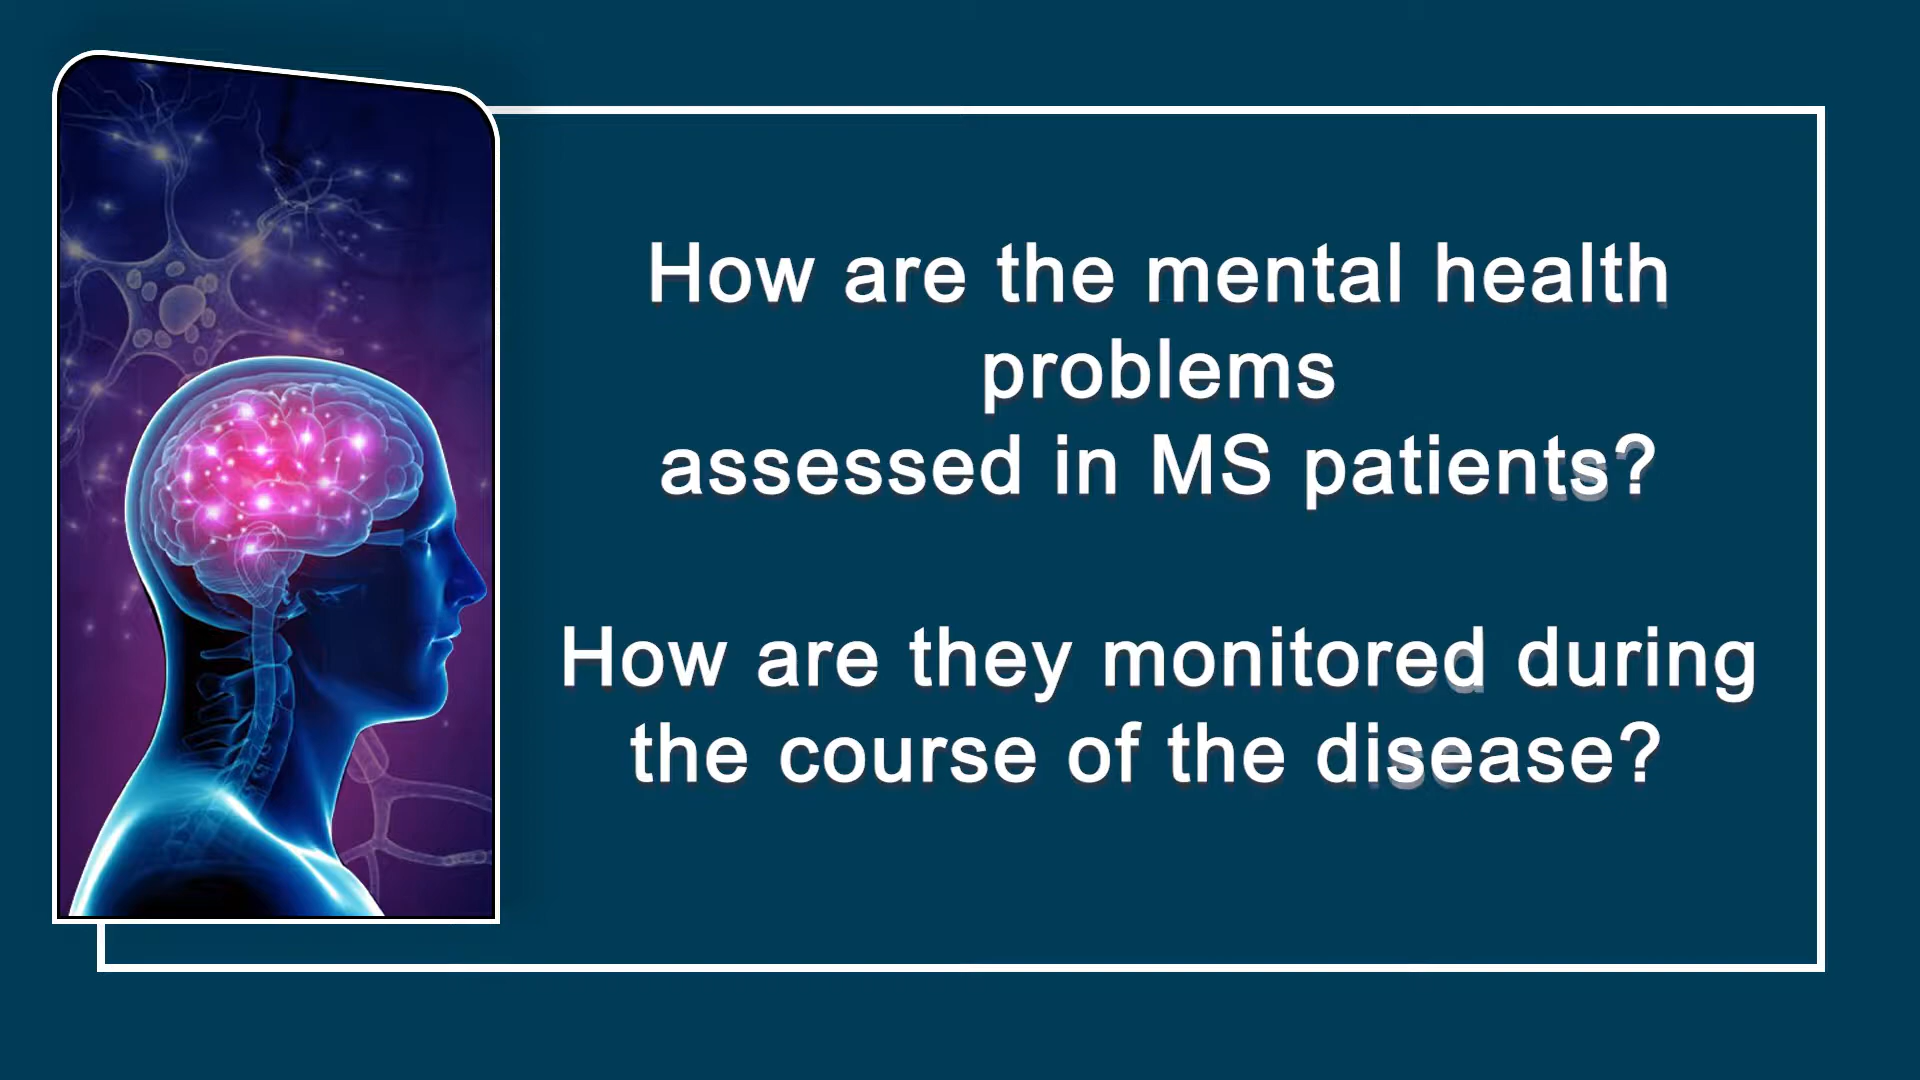 How are the mental health
problems
assessed in MS patients?
How are they monitored during
the course of the disease?